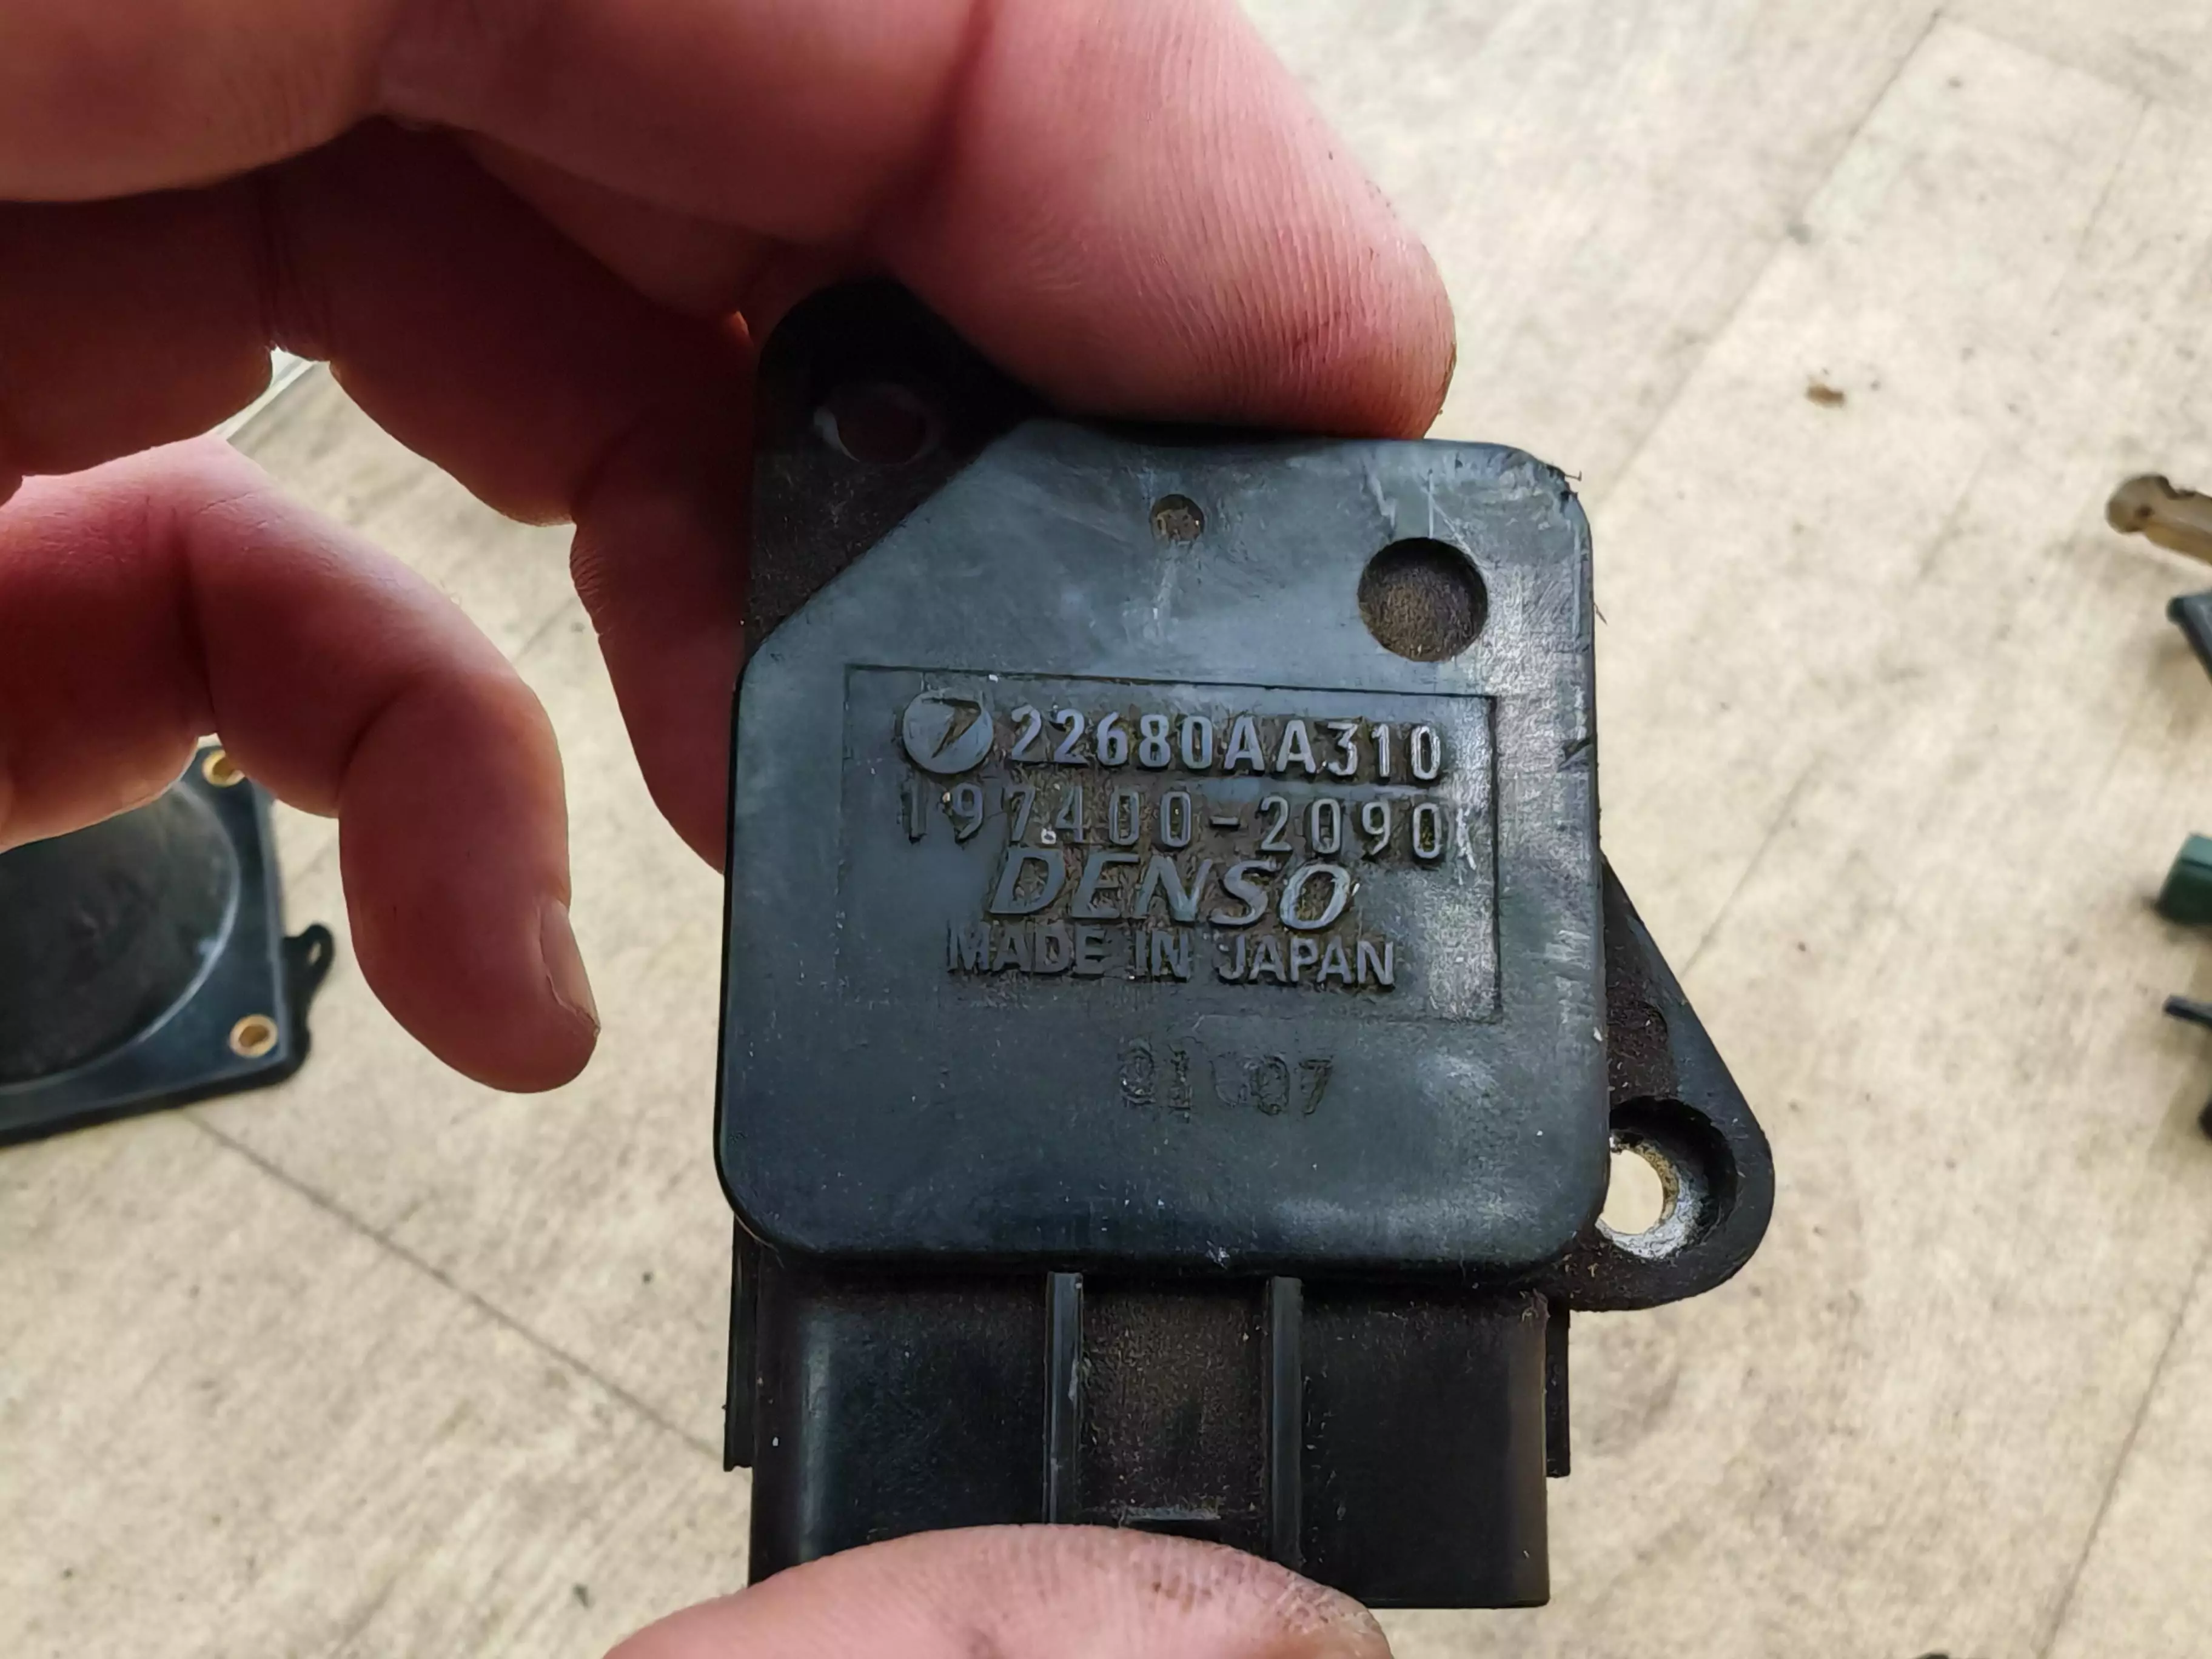 22680AA310
197400-2090
DENSO
MADE IN JAPAN